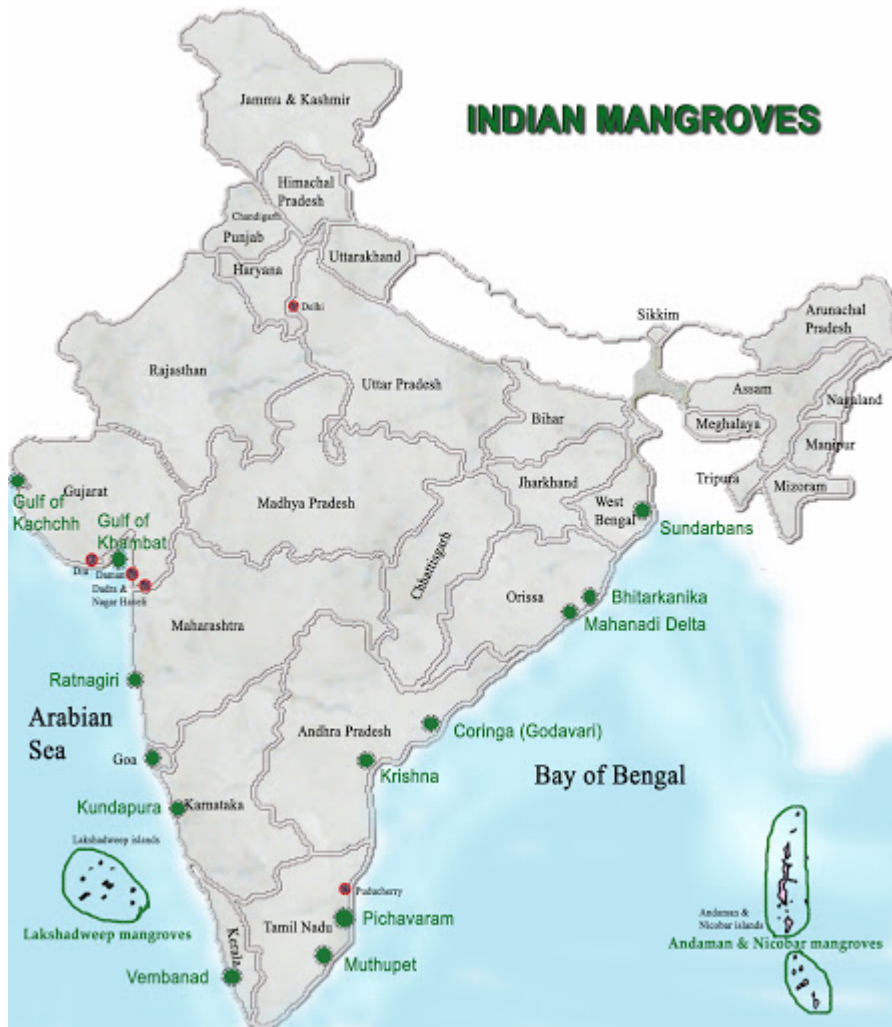 INDIAN MANGROVES
Jammu & Kashmir
Himachal
Pradesh
Chandigarh
Punjab
Uttarakhand
Haryana
Delhi
Sikkim
Arunachal
Pradesh
Rajasthan
Uttar Pradesh
Assam
Nagaland
Bihar
Meghalaya
Manipur
Jharkhand
Tripura
Mizoram
Gujarat
Madhya Pradesh
West
Bengal
Gulf of
Kachchh
Gulf of
Khambat
Sundarbans
Diu
Daman
Dadra &
Nagar Haveli
Chhattisgarh
Orissa
Bhitarkanika
Mahanadi Delta
Maharashtra
Ratnagiri
Arabian
Sea
Andhra Pradesh
Coringa (Godavari)
Goa
Krishna
Bay of Bengal
Kundapura
Karnataka
Lakshadweep islands
Puducherry
Lakshadweep mangroves
Tamil Nadu
Pichavaram
Andaman &
Nicobar islands
Andaman & Nicobar mangroves
Kerala
Muthupet
Vembanad